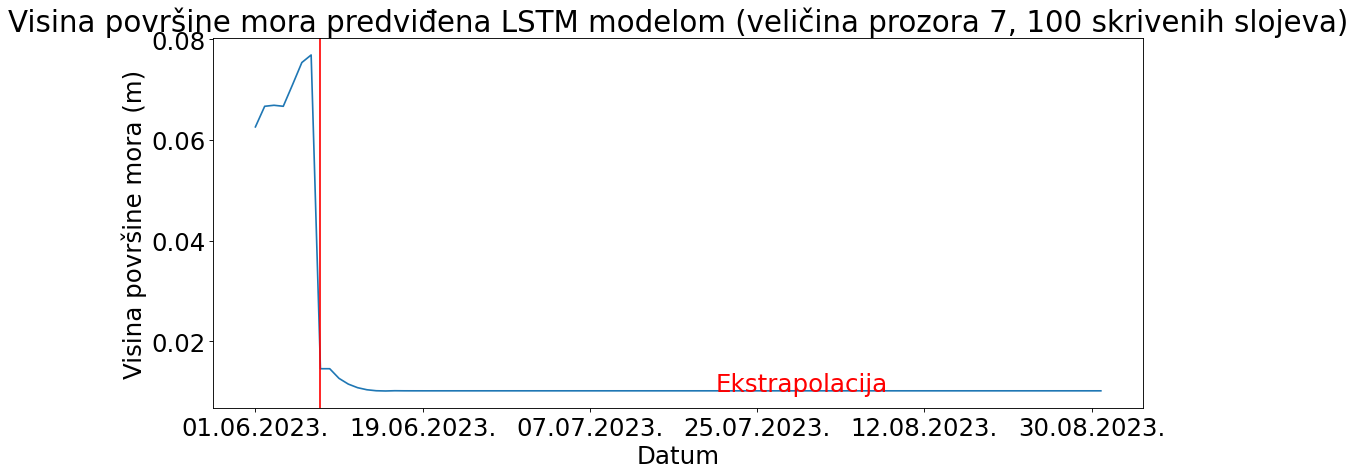 Visina površine mora predviđena LSTM modelom (veličina prozora 7, 100 skrivenih slojeva)
Visina površine mora (m)
0.08
0.06
0.04
0.02
Ekstrapolacija
01.06.2023. 19.06.2023. 07.07.2023. 25.07.2023. 12.08.2023. 30.08.2023.
Datum